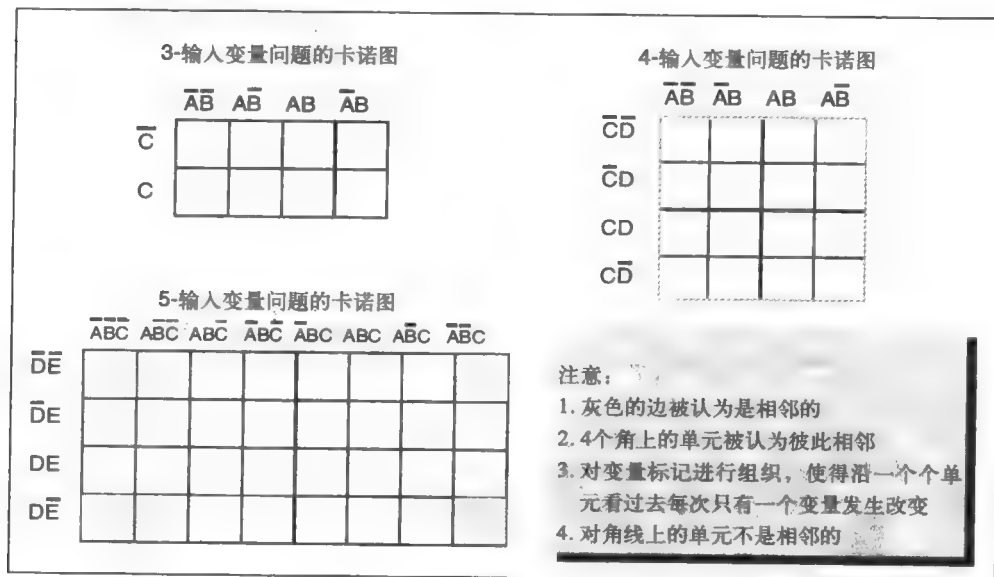 3-输入变量问题的卡诺图
A̅B̅ AB̅ AB A̅B
C̅
C
4-输入变量问题的卡诺图
A̅B̅ A̅B AB AB̅
C̅D̅
C̅D
CD
CD̅
5-输入变量问题的卡诺图
A̅B̅C̅ AB̅C̅ ABC̅ A̅BC̅ A̅BC ABC AB̅C A̅B̅C
D̅E̅
D̅E
DE
DE̅
注意：
1. 灰色的边被认为是相邻的
2. 4个角上的单元被认为彼此相邻
3. 对变量标记进行组织，使得沿一个个单
元看过去每次只有一个变量发生改变
4. 对角线上的单元不是相邻的